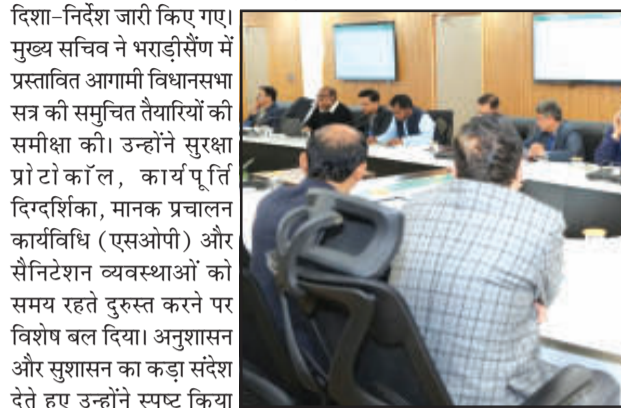 दिशा-निर्देश जारी किए गए।
मुख्य सचिव ने भराड़ीसैंण में
प्रस्तावित आगामी विधानसभा
सत्र की समुचित तैयारियों की
समीक्षा की। उन्होंने सुरक्षा
प्रोटोकॉल, कार्यपूर्ति
दिग्दर्शिका, मानक प्रचालन
कार्यविधि (एसओपी) और
सैनिटेशन व्यवस्थाओं को
समय रहते दुरुस्त करने पर
विशेष बल दिया। अनुशासन
और सुशासन का कड़ा संदेश
देते हुए उन्होंने स्पष्ट किया